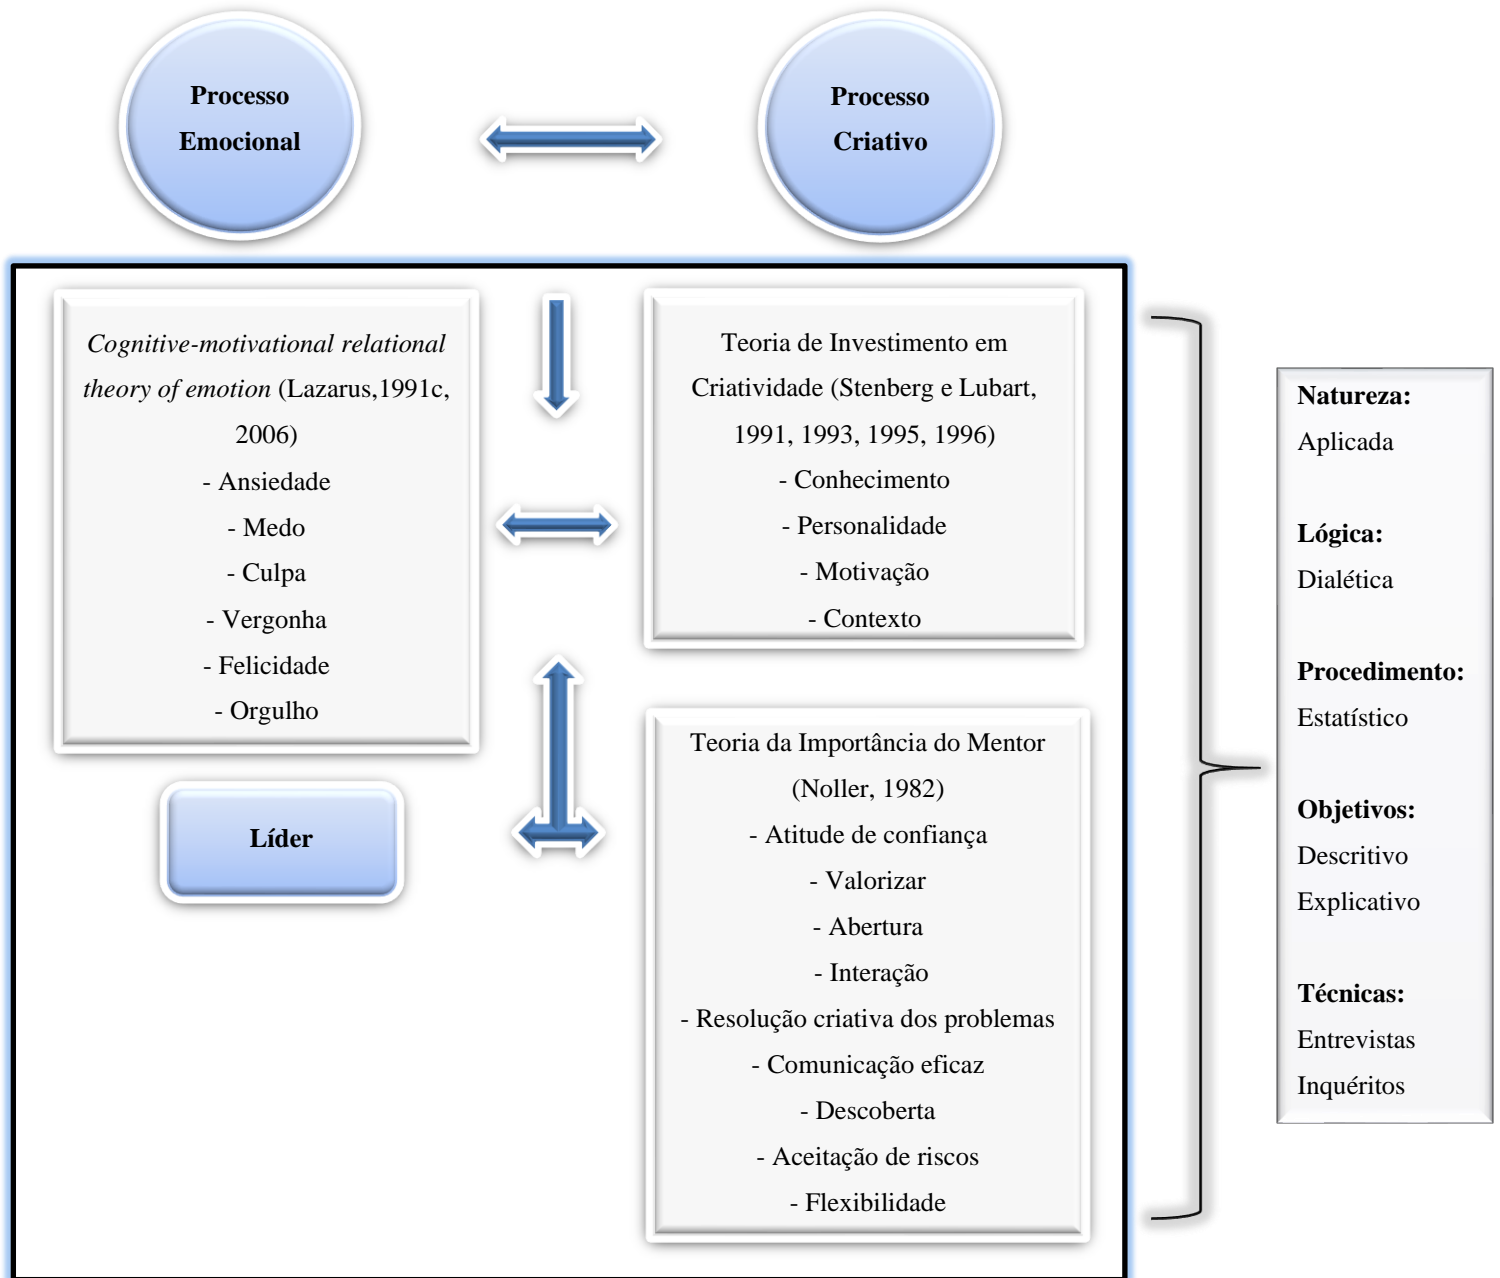 Processo
Emocional
Processo
Criativo
Cognitive-motivational relational
theory of emotion (Lazarus,1991c,
2006)
- Ansiedade
- Medo
- Culpa
- Vergonha
- Felicidade
- Orgulho
Teoria de Investimento em
Criatividade (Stenberg e Lubart,
1991, 1993, 1995, 1996)
- Conhecimento
- Personalidade
- Motivação
- Contexto
Líder
Teoria da Importância do Mentor
(Noller, 1982)
- Atitude de confiança
- Valorizar
- Abertura
- Interação
- Resolução criativa dos problemas
- Comunicação eficaz
- Descoberta
- Aceitação de riscos
- Flexibilidade
Natureza:
Aplicada
Lógica:
Dialética
Procedimento:
Estatístico
Objetivos:
Descritivo
Explicativo
Técnicas:
Entrevistas
Inquéritos